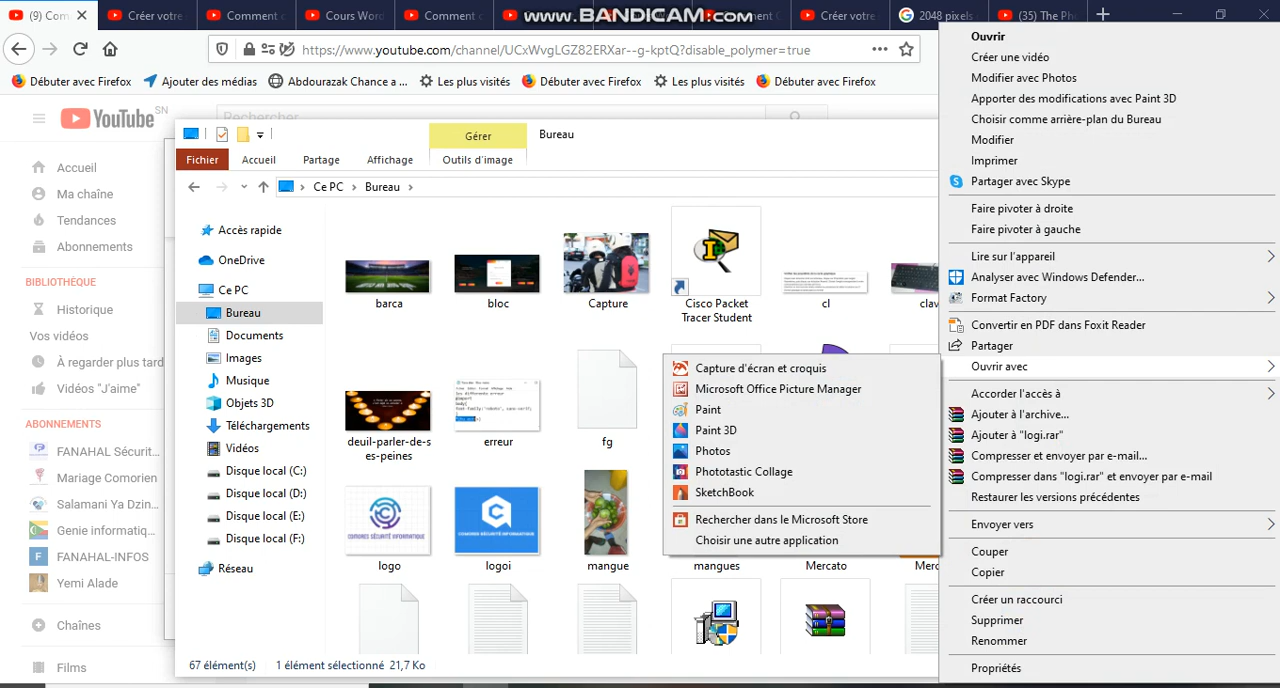 (9) Com
Créer votre
Comment c
Cours Word
Comment c
www.BANDICAM.com
Créer votre
2048 pixels
(35) The Ph
https://www.youtube.com/channel/UCxWvgLGZ82ERXar--g-kptQ?disable_polymer=true
Débuter avec Firefox
Ajouter des médias
Abdourazak Chance a ...
Les plus visités
Débuter avec Firefox
Les plus visités
Débuter avec Firefox
YouTube SN
Rechercher
Accueil
Ma chaîne
Tendances
Abonnements
BIBLIOTHÈQUE
Historique
Vos vidéos
À regarder plus tard
Vidéos "J'aime"
ABONNEMENTS
FANAHAL Sécurit...
Mariage Comorien
Salamani Ya Dzin...
Genie informatiq...
FANAHAL-INFOS
Yemi Alade
Chaînes
Films
Gérer
Bureau
Fichier
Accueil
Partage
Affichage
Outils d'image
Ce PC
Bureau
Accès rapide
OneDrive
Ce PC
Bureau
Documents
Images
Musique
Objets 3D
Téléchargements
Vidéos
Disque local (C:)
Disque local (D:)
Disque local (E:)
Disque local (F:)
Réseau
barca
bloc
Capture
Cisco Packet
Tracer Student
cl
clav
deuil-parler-de-s
es-peines
erreur
fg
logo
logoi
mangue
mangues
Mercato
Merc
COMORES SÉCURITÉ INFORMATIQUE
COMORES SÉCURITÉ INFORMATIQUE
67 élément(s)
1 élément sélectionné 21,7 Ko
Capture d'écran et croquis
Microsoft Office Picture Manager
Paint
Paint 3D
Photos
Phototastic Collage
SketchBook
Rechercher dans le Microsoft Store
Choisir une autre application
Ouvrir
Créer une vidéo
Modifier avec Photos
Apporter des modifications avec Paint 3D
Choisir comme arrière-plan du Bureau
Modifier
Imprimer
Partager avec Skype
Faire pivoter à droite
Faire pivoter à gauche
Lire sur l'appareil
Analyser avec Windows Defender...
Format Factory
Convertir en PDF dans Foxit Reader
Partager
Ouvrir avec
Accorder l'accès à
Ajouter à l'archive...
Ajouter à "logi.rar"
Compresser et envoyer par e-mail...
Compresser dans "logi.rar" et envoyer par e-mail
Restaurer les versions précédentes
Envoyer vers
Couper
Copier
Créer un raccourci
Supprimer
Renommer
Propriétés